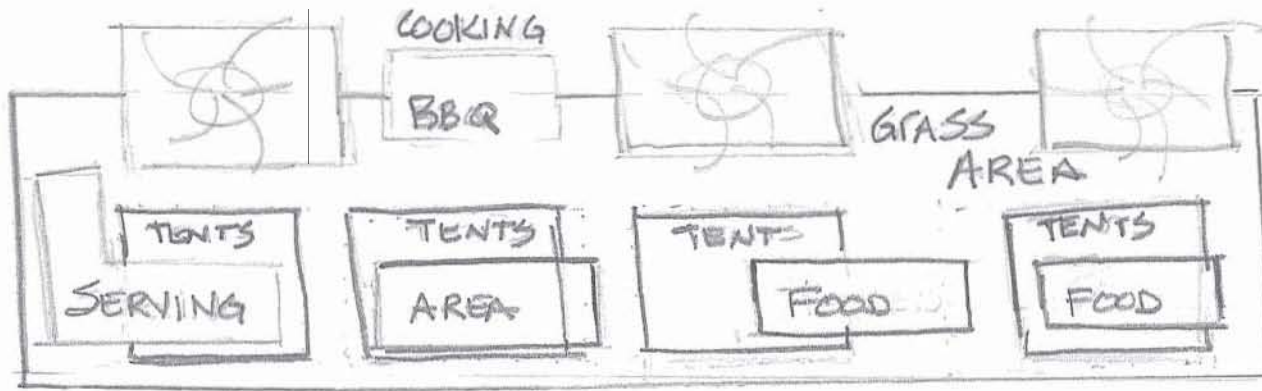 COOKING
BBQ
GRASS
AREA
TENTS TENTS TENTS TENTS
SERVING AREA FOOD FOOD